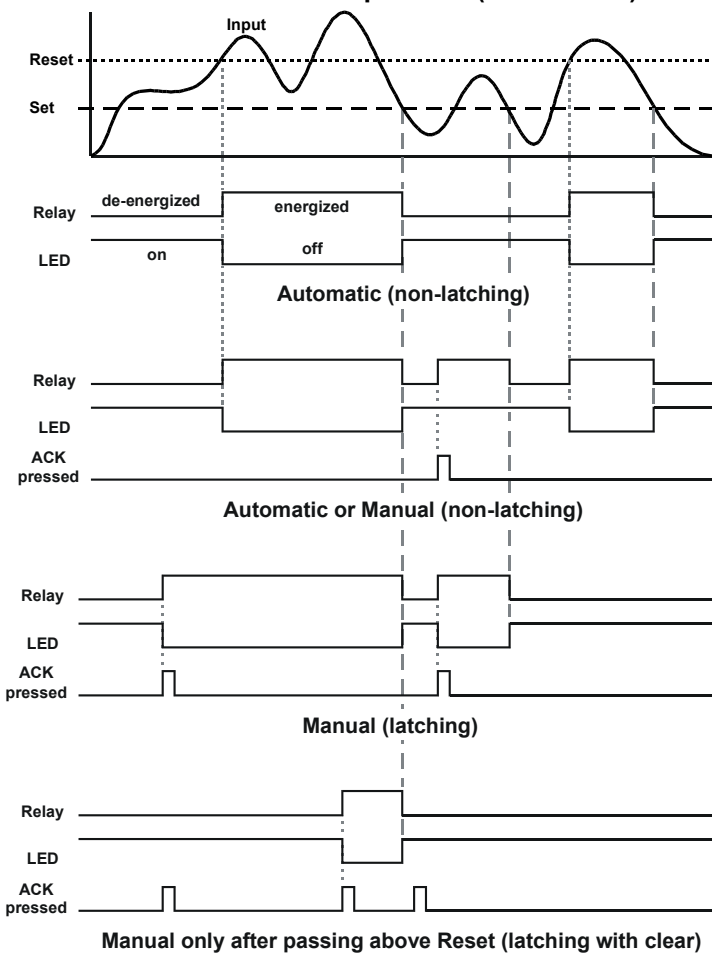 Input
Reset
Set
Relay
de-energized
energized
LED
on
off
Automatic (non-latching)
Relay
LED
ACK
pressed
Automatic or Manual (non-latching)
Relay
LED
ACK
pressed
Manual (latching)
Relay
LED
ACK
pressed
Manual only after passing above Reset (latching with clear)